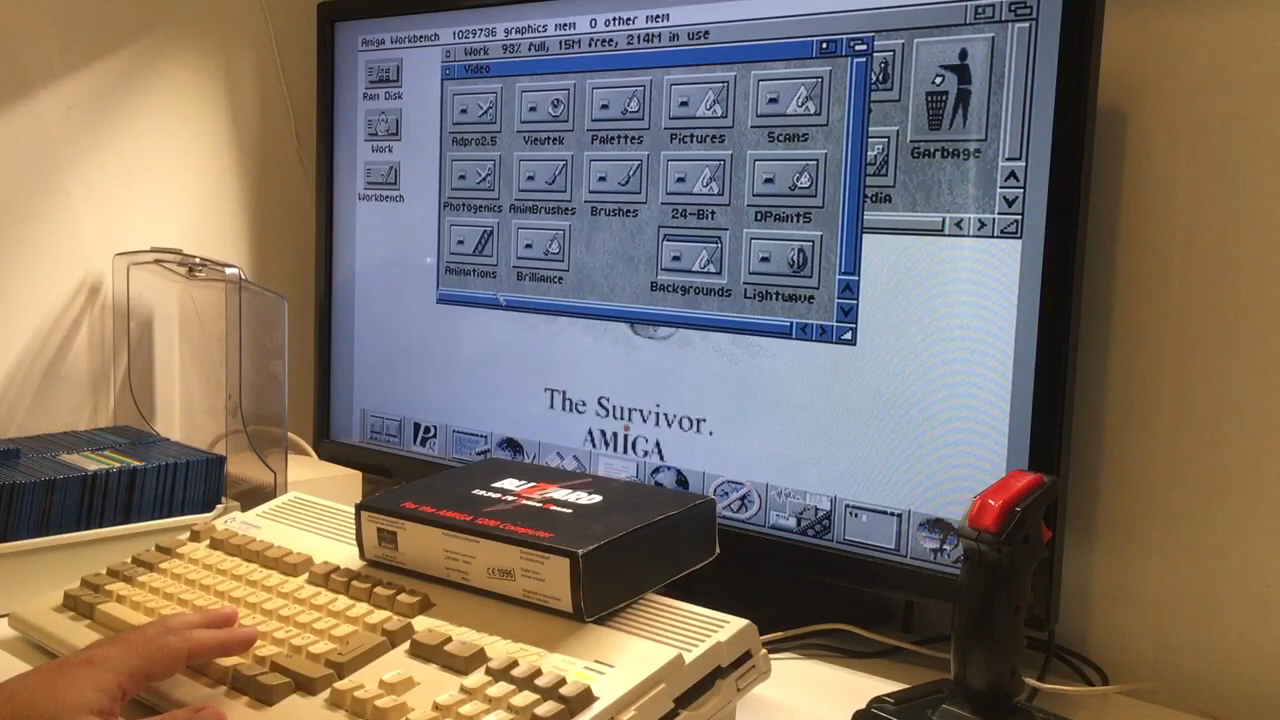 Amiga Workbench 1029736 graphics mem 0 other mem
Work 93% full, 15M free, 214M in use
Video
Ram Disk
Work
Workbench
Adpro2.5 Viewtek Palettes Pictures Scans
Photogenics AnimBrushes Brushes 24-Bit DPaint5
Animations Brilliance Backgrounds Lightwave
Garbage
edia
The Survivor.
AMIGA
BLIZZARD
For the AMIGA 1200 Computer
CE 1996